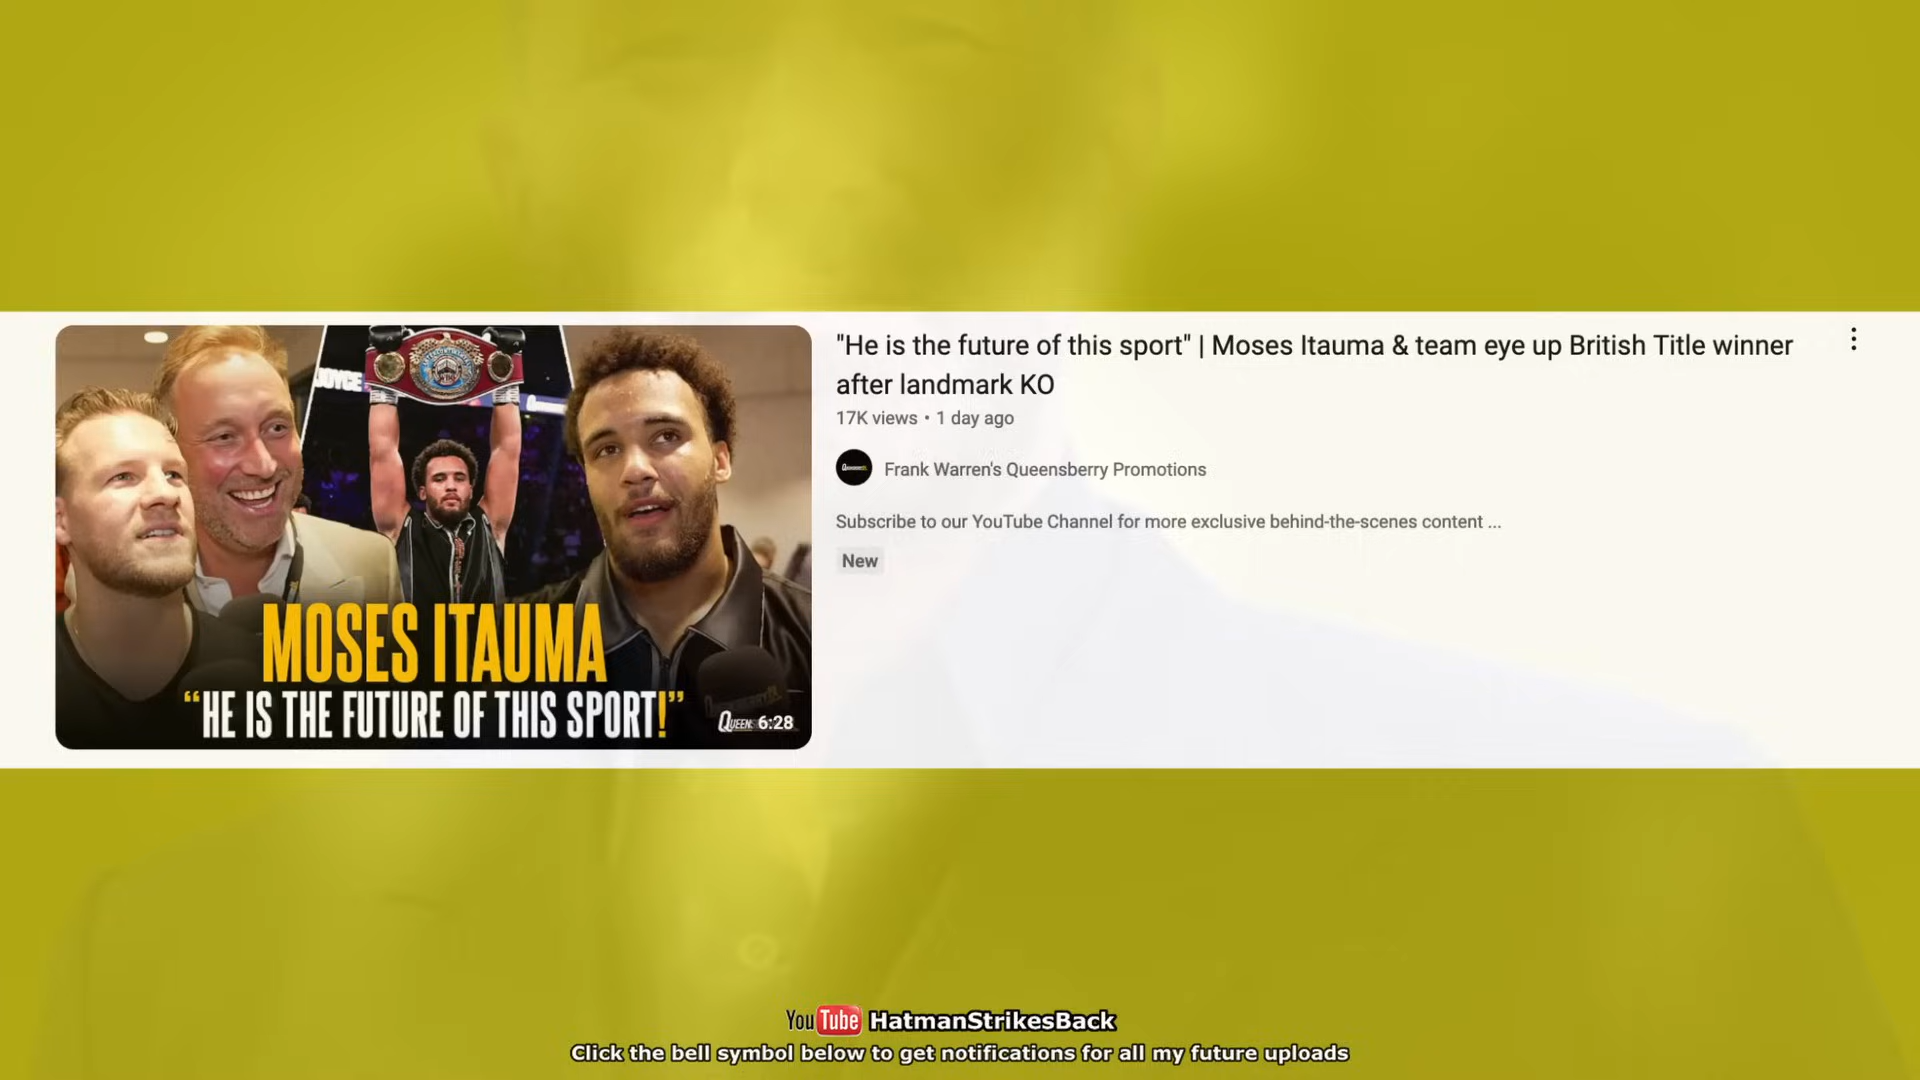 "He is the future of this sport" | Moses Itauma & team eye up British Title winner
after landmark KO
17K views • 1 day ago
Frank Warren's Queensberry Promotions
Subscribe to our YouTube Channel for more exclusive behind-the-scenes content ...
New
JOYCE
MOSES ITAUMA
“HE IS THE FUTURE OF THIS SPORT!”
QUEENS
6:28
YouTube HatmanStrikesBack
Click the bell symbol below to get notifications for all my future uploads